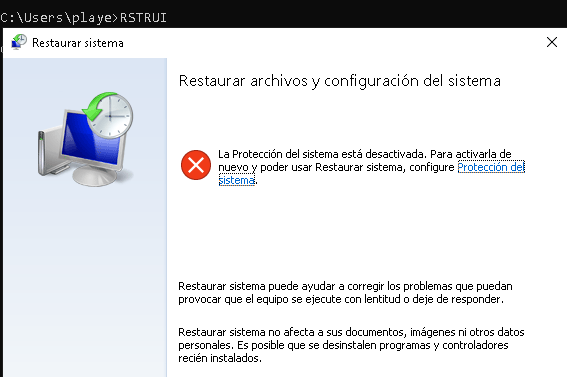 C:\Users\playe>RSTRUI
Restaurar sistema
Restaurar archivos y configuración del sistema
La Protección del sistema está desactivada. Para activarla de
nuevo y poder usar Restaurar sistema, configure Protección del
sistema.
Restaurar sistema puede ayudar a corregir los problemas que puedan
provocar que el equipo se ejecute con lentitud o deje de responder.
Restaurar sistema no afecta a sus documentos, imágenes ni otros datos
personales. Es posible que se desinstalen programas y controladores
recién instalados.